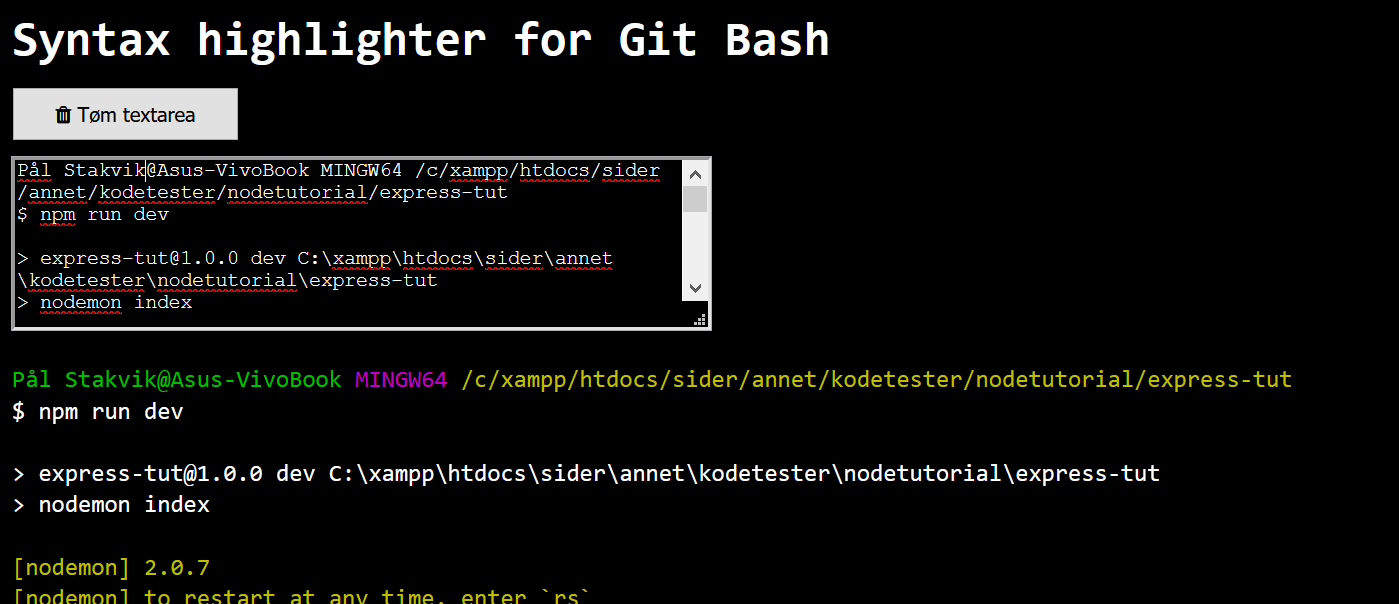 Syntax highlighter for Git Bash
Tøm textarea
Pål Stakvik@Asus-VivoBook MINGW64 /c/xampp/htdocs/sider
/annet/kodetester/nodetutorial/express-tut
$ npm run dev
> express-tut@1.0.0 dev C:\xampp\htdocs\sider\annet
\kodetester\nodetutorial\express-tut
> nodemon index
Pål Stakvik@Asus-VivoBook MINGW64 /c/xampp/htdocs/sider/annet/kodetester/nodetutorial/express-tut
$ npm run dev
> express-tut@1.0.0 dev C:\xampp\htdocs\sider\annet\kodetester\nodetutorial\express-tut
> nodemon index
[nodemon] 2.0.7
[nodemon] to restart at any time, enter `rs`